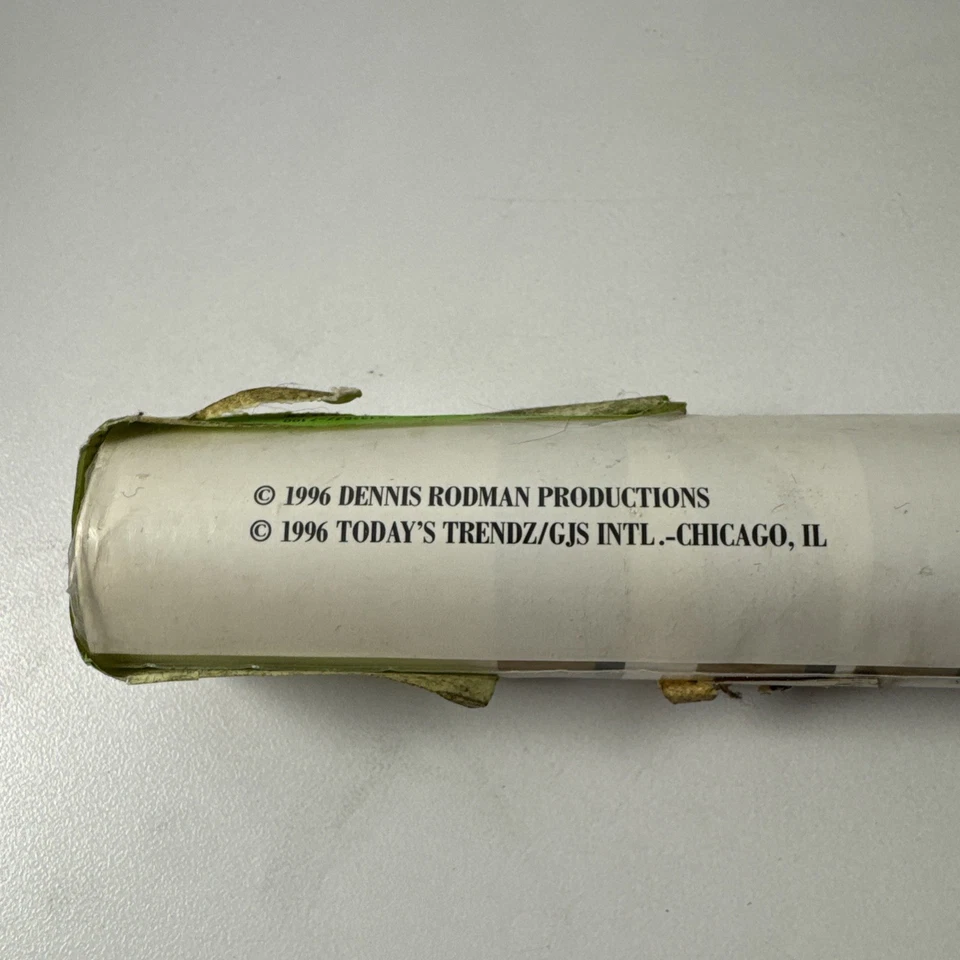 © 1996 DENNIS RODMAN PRODUCTIONS
© 1996 TODAY'S TRENDZ/GJS INTL.-CHICAGO, IL